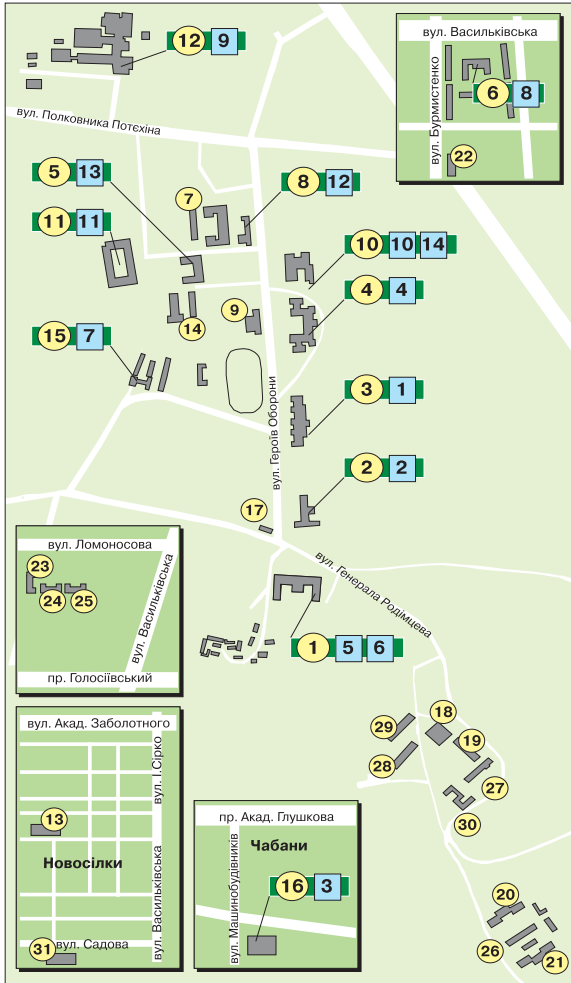 12 9
вул. Васильківська
вул. Бурмистенко
6 8
22
вул. Полковника Потєхіна
5 13
7
8 12
11 11
10 10 14
4 4
9
14
15 7
3 1
вул. Героїв Оборони
2 2
17
вул. Генерала Родімцева
вул. Ломоносова
23
24 25
вул. Васильківська
пр. Голосіївський
1 5 6
вул. Акад. Заболотного
вул. І.Сірко
13
Новосілки
вул. Васильківська
вул. Садова
31
пр. Акад. Глушкова
Чабани
вул. Машинобудівників
16 3
29
18
19
28
27
30
20
26
21